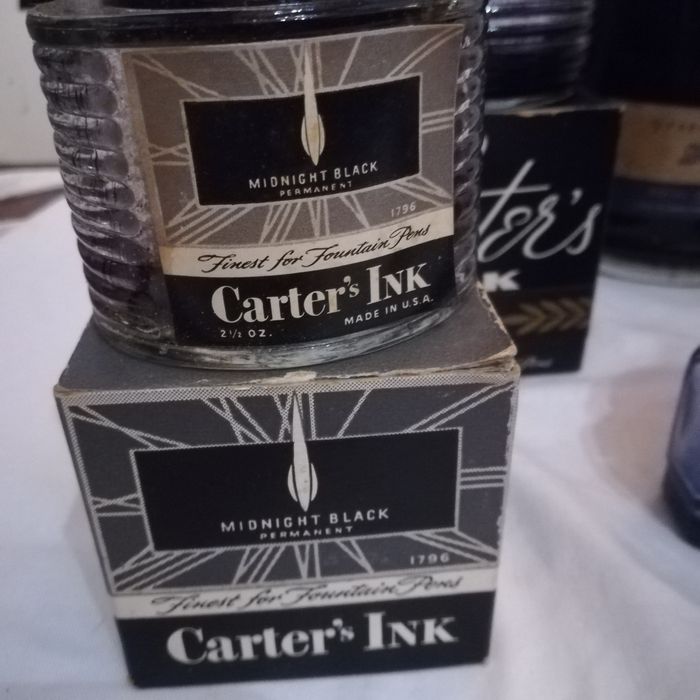 MIDNIGHT BLACK
PERMANENT
1796
Finest for Fountain Pens
Carter's INK
2½ OZ.
MADE IN U.S.A.
ter's
K
MIDNIGHT BLACK
PERMANENT
1796
Finest for Fountain Pens
Carter's INK